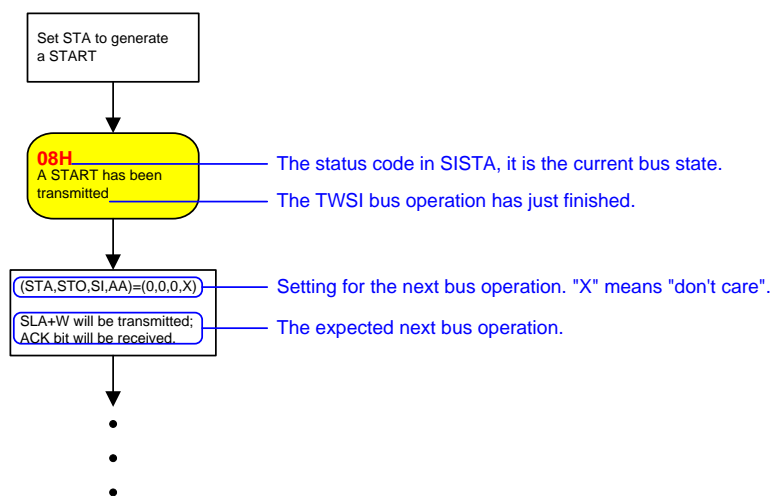 Set STA to generate
a START
08H
A START has been
transmitted
The status code in SISTA, it is the current bus state.
The TWSI bus operation has just finished.
(STA,STO,SI,AA)=(0,0,0,X)
Setting for the next bus operation. "X" means "don't care".
SLA+W will be transmitted;
ACK bit will be received.
The expected next bus operation.